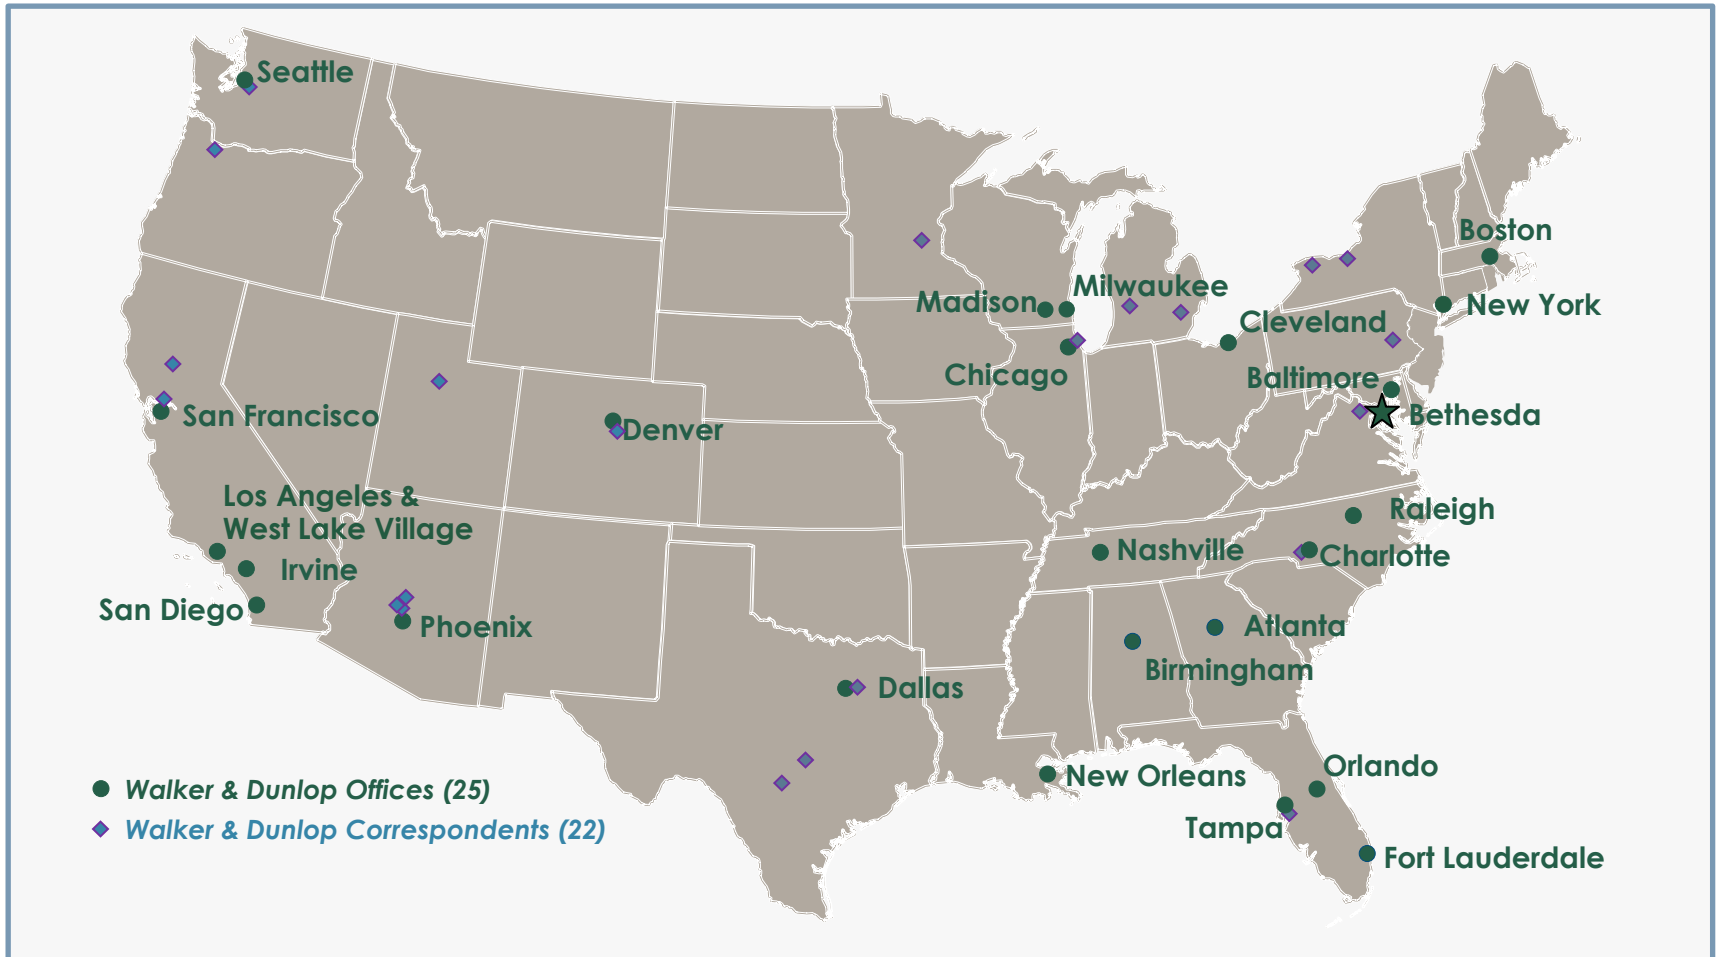 Seattle
Boston
Milwaukee
Madison
New York
Cleveland
Chicago
Baltimore
San Francisco
Bethesda
Denver
Los Angeles &
West Lake Village
Raleigh
Nashville
Charlotte
Irvine
San Diego
Phoenix
Atlanta
Birmingham
Dallas
Orlando
New Orleans
Walker & Dunlop Offices (25)
Tampa
Walker & Dunlop Correspondents (22)
Fort Lauderdale